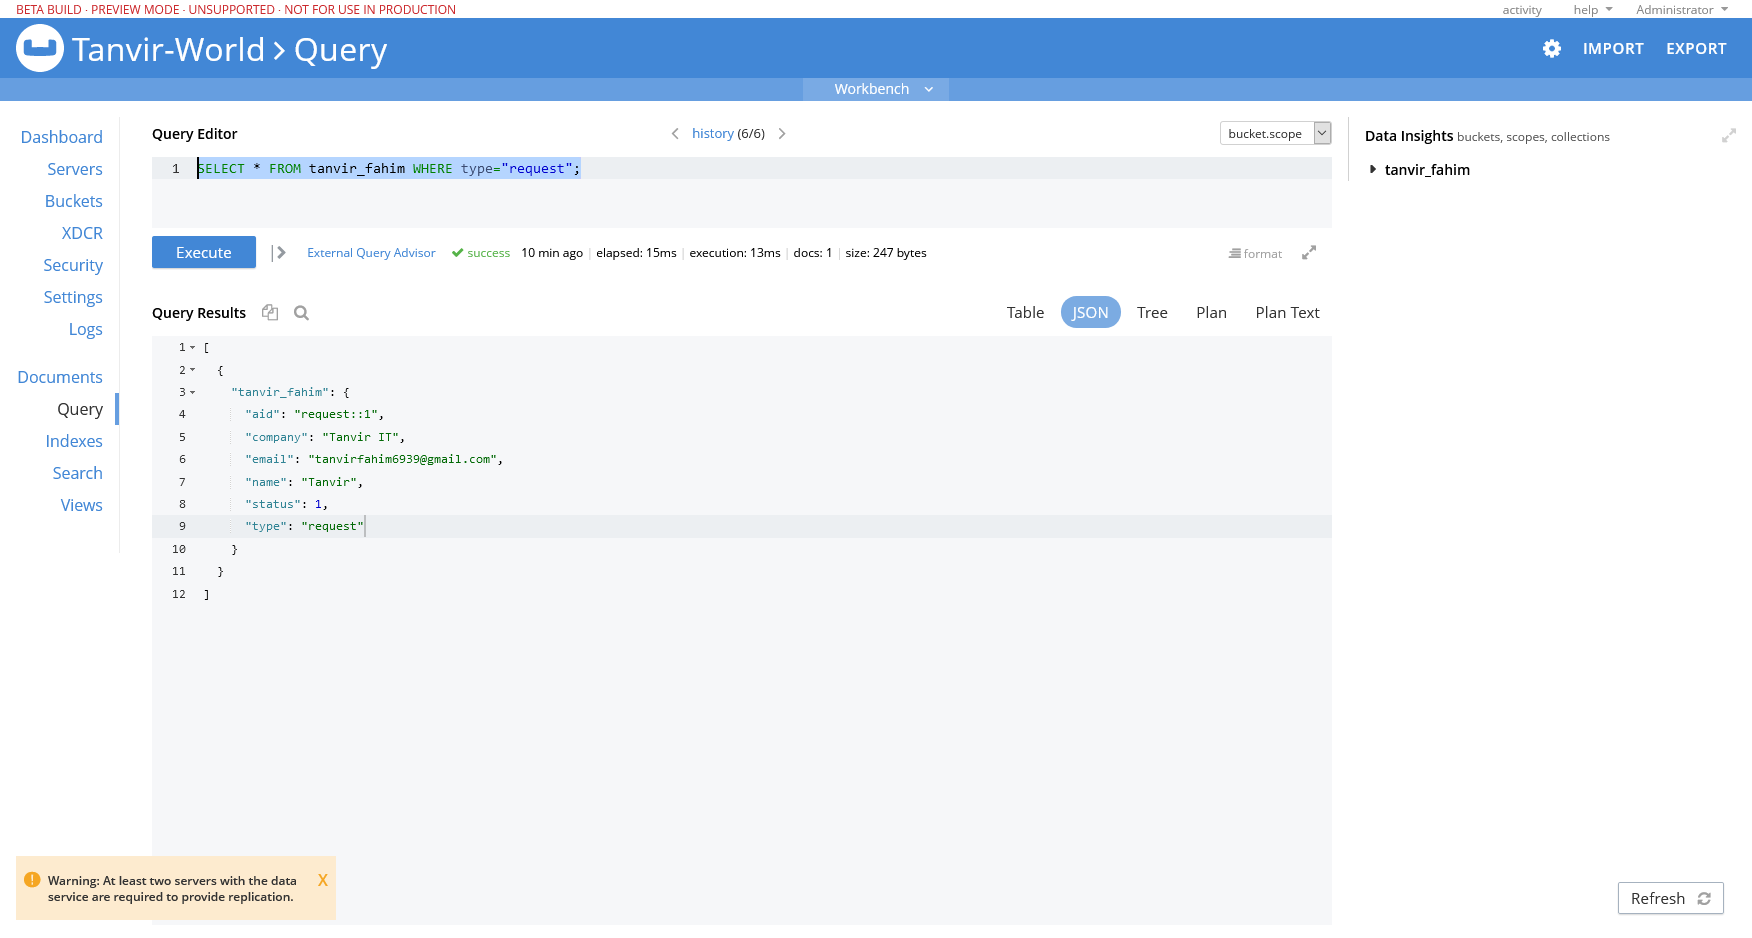 BETA BUILD · PREVIEW MODE · UNSUPPORTED · NOT FOR USE IN PRODUCTION
activity help Administrator
Tanvir-World > Query
IMPORT EXPORT
Workbench
Dashboard
Servers
Buckets
XDCR
Security
Settings
Logs
Documents
Query
Indexes
Search
Views
Query Editor
history (6/6)
bucket.scope
1 SELECT * FROM tanvir_fahim WHERE type="request";
Execute
External Query Advisor success 10 min ago | elapsed: 15ms | execution: 13ms | docs: 1 | size: 247 bytes
format
Query Results
Table JSON Tree Plan Plan Text
1 [
2 {
3 "tanvir_fahim": {
4 "aid": "request::1",
5 "company": "Tanvir IT",
6 "email": "tanvirfahim6939@gmail.com",
7 "name": "Tanvir",
8 "status": 1,
9 "type": "request"
10 }
11 }
12 ]
Data Insights buckets, scopes, collections
tanvir_fahim
Warning: At least two servers with the data
service are required to provide replication.
X
Refresh